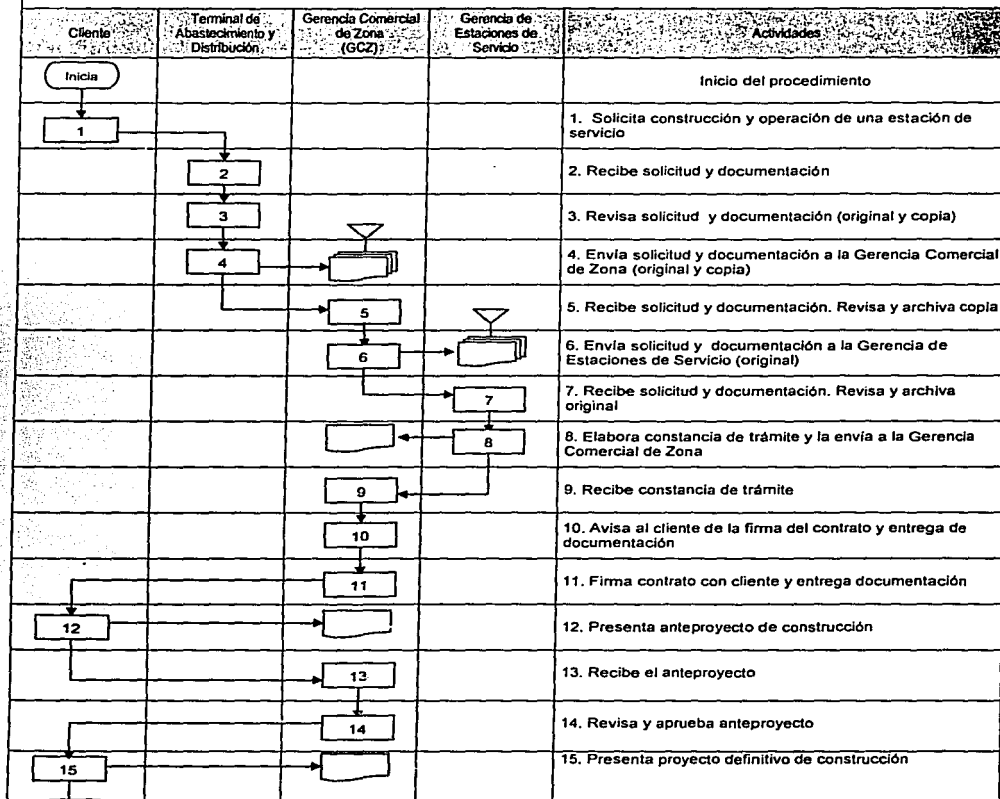 Cliente
Terminal de
Abastecimiento y
Distribución
Gerencia Comercial
de Zona
(GCZ)
Gerencia de
Estaciones de
Servicio
Actividades
Inicia
Inicio del procedimiento
1
1. Solicita construcción y operación de una estación de
servicio
2
2. Recibe solicitud y documentación
3
3. Revisa solicitud y documentación (original y copia)
4
4. Envía solicitud y documentación a la Gerencia Comercial
de Zona (original y copia)
5
5. Recibe solicitud y documentación. Revisa y archiva copia
6
6. Envía solicitud y documentación a la Gerencia de
Estaciones de Servicio (original)
7
7. Recibe solicitud y documentación. Revisa y archiva
original
8
8. Elabora constancia de trámite y la envía a la Gerencia
Comercial de Zona
9
9. Recibe constancia de trámite
10
10. Avisa al cliente de la firma del contrato y entrega de
documentación
11
11. Firma contrato con cliente y entrega documentación
12
12. Presenta anteproyecto de construcción
13
13. Recibe el anteproyecto
14
14. Revisa y aprueba anteproyecto
15
15. Presenta proyecto definitivo de construcción